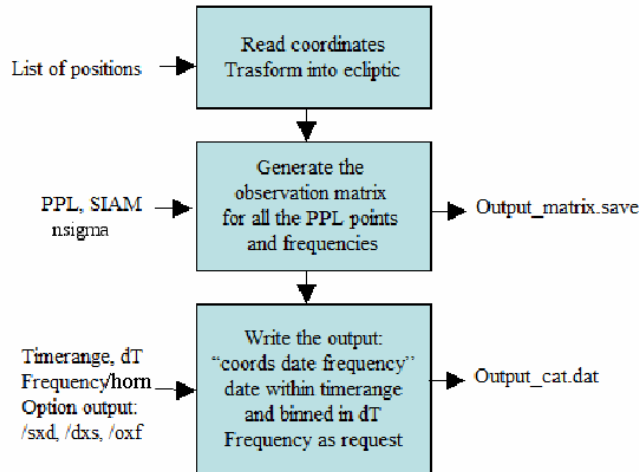 Read coordinates
Trasform into ecliptic
List of positions
Generate the
observation matrix
for all the PPL points
and frequencies
PPL, SIAM
nsigma
Output_matrix.save
Write the output:
“coords date frequency”
date within timerange
and binned in dT
Frequency as request
Timerange, dT
Frequency/horn
Option output:
/sxd, /dxs, /oxf
Output_cat.dat